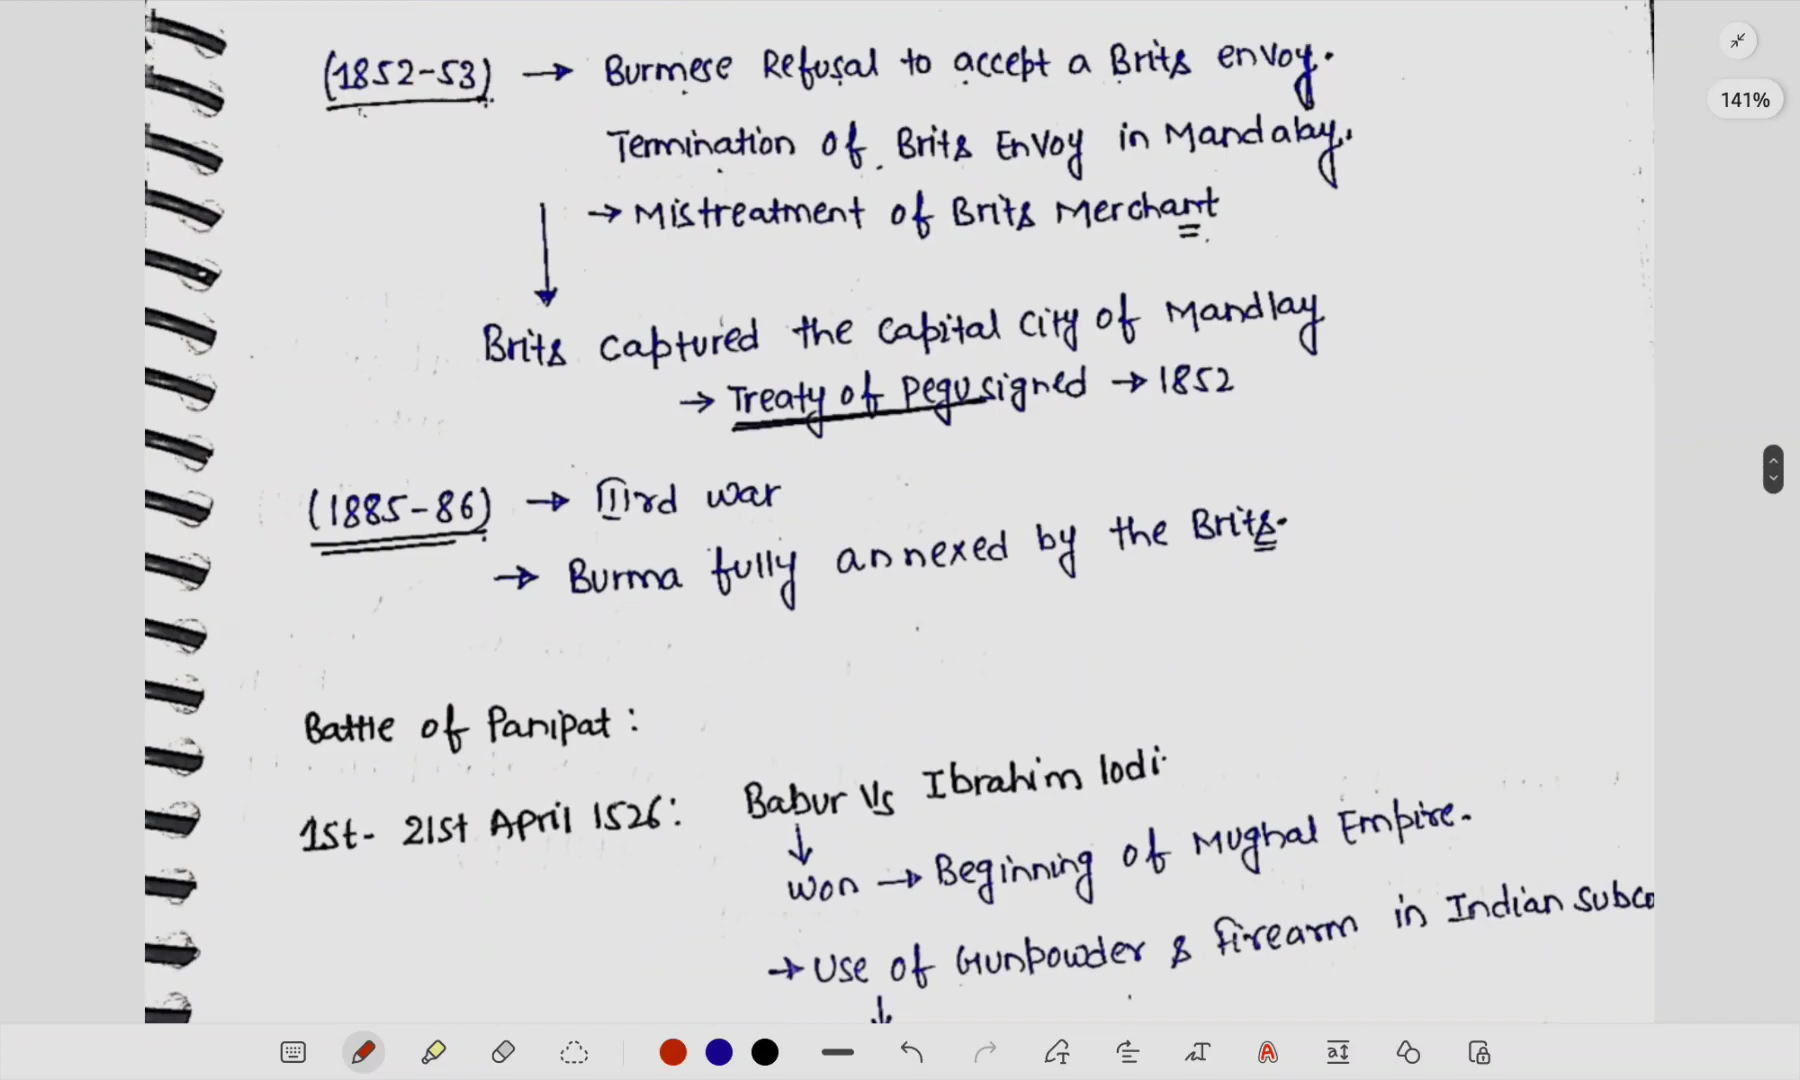 (1852-53) → Burmese Refusal to accept a Brits envoy.
Termination of Brits Envoy in Mandalay.
→ Mistreatment of Brits Merchant
Brits captured the capital city of Mandlay
→ Treaty of Pegu signed → 1852
(1885-86) → IIIrd war
→ Burma fully annexed by the Brits.
Battle of Panipat :
1st - 21st April 1526 : Babur Vs Ibrahim lodi
↓
won → Beginning of Mughal Empire.
→ Use of Gunpowder & firearm in Indian Subco
141%